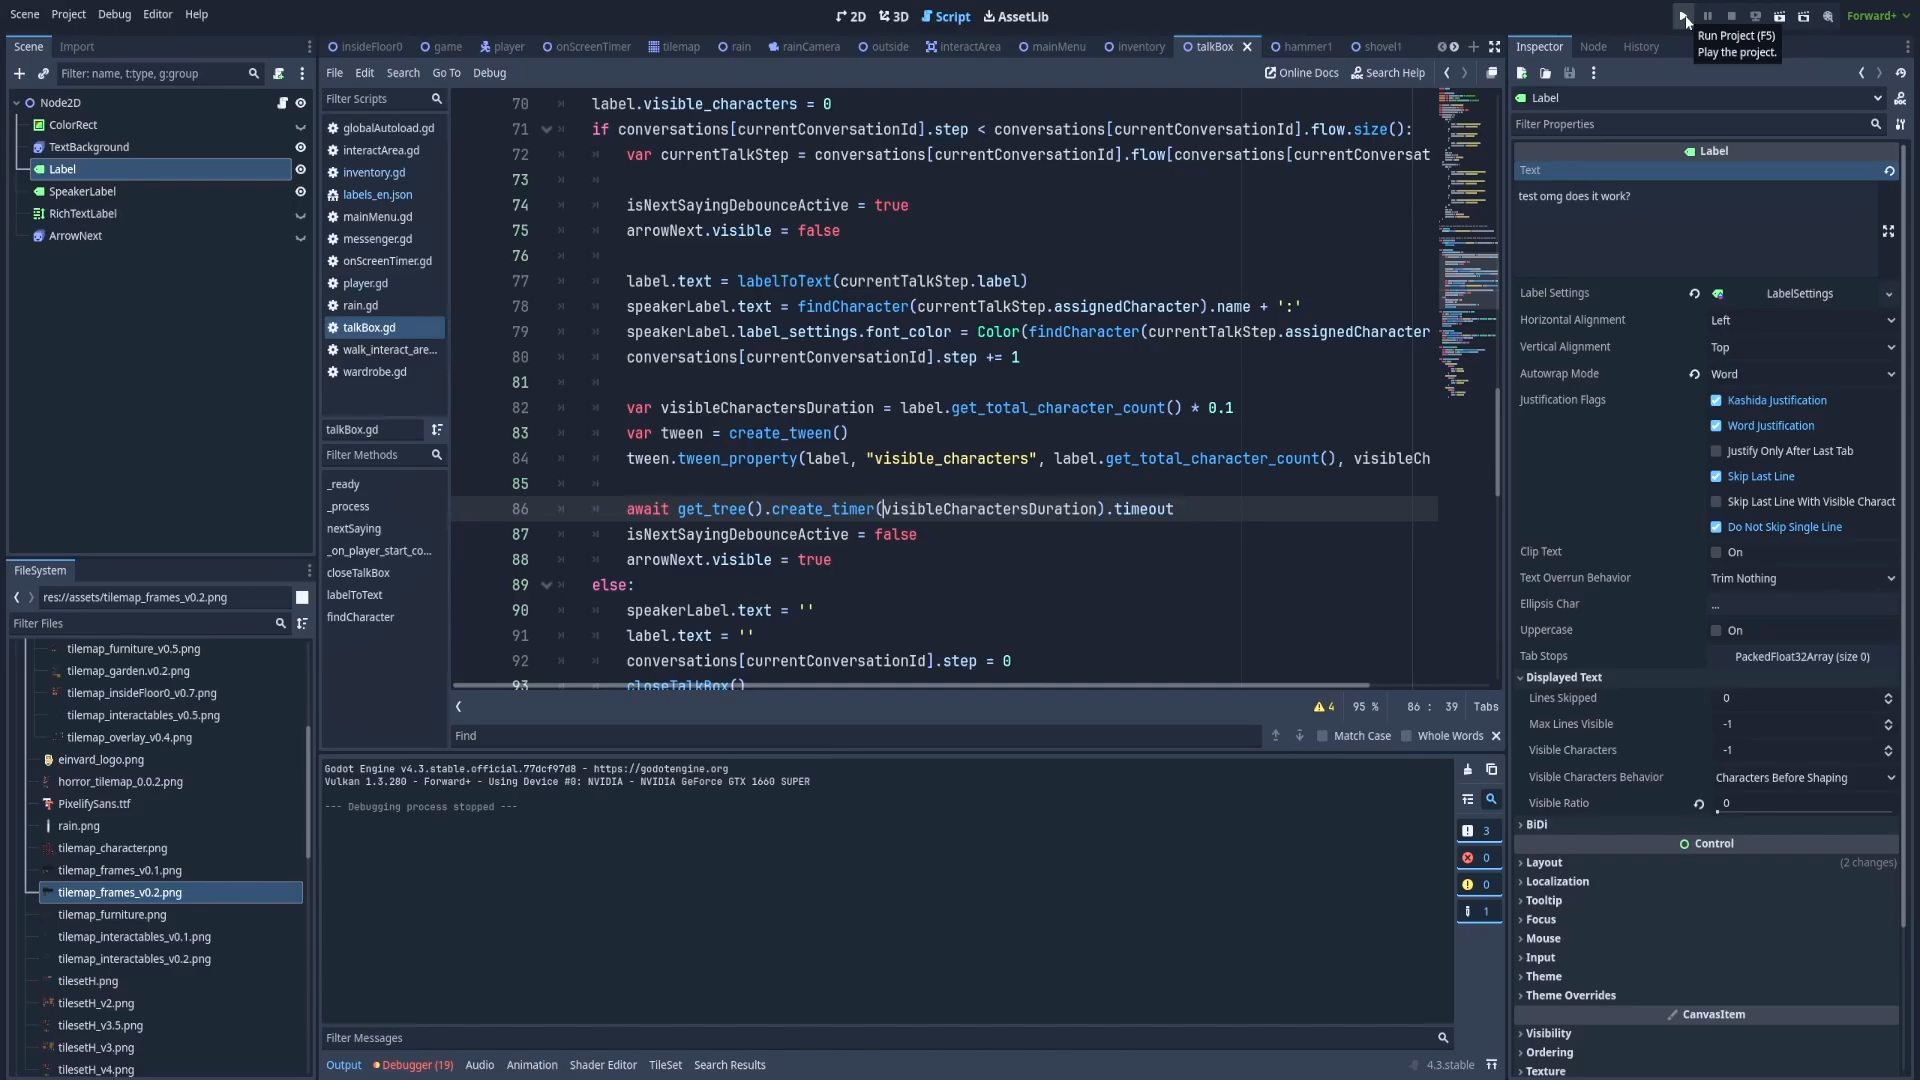 Scene Project Debug Editor Help
2D 3D Script AssetLib
Forward+
Run Project (F5)
Play the project.
Scene Import
Filter: name, t:type, g:group
Node2D
ColorRect
TextBackground
Label
SpeakerLabel
RichTextLabel
ArrowNext
FileSystem
res://assets/tilemap_frames_v0.2.png
Filter Files
tilemap_furniture_v0.5.png
tilemap_garden.v0.2.png
tilemap_insideFloor0_v0.7.png
tilemap_interactables_v0.5.png
tilemap_overlay_v0.4.png
einvard_logo.png
horror_tilemap_0.0.2.png
PixelifySans.ttf
rain.png
tilemap_character.png
tilemap_frames_v0.1.png
tilemap_frames_v0.2.png
tilemap_furniture.png
tilemap_interactables_v0.1.png
tilemap_interactables_v0.2.png
tilesetH.png
tilesetH_v2.png
tilesetH_v3.5.png
tilesetH_v3.png
tilesetH_v4.png
insideFloor0 game player onScreenTimer tilemap rain rainCamera outside interactArea mainMenu inventory talkBox hammer1 shovel1
File Edit Search Go To Debug
Online Docs Search Help
Filter Scripts
globalAutoload.gd
interactArea.gd
inventory.gd
labels_en.json
mainMenu.gd
messenger.gd
onScreenTimer.gd
player.gd
rain.gd
talkBox.gd
walk_interact_are...
wardrobe.gd
talkBox.gd
Filter Methods
_ready
_process
nextSaying
_on_player_start_co...
closeTalkBox
labelToText
findCharacter
70 label.visible_characters = 0
71 if conversations[currentConversationId].step < conversations[currentConversationId].flow.size():
72 var currentTalkStep = conversations[currentConversationId].flow[conversations[currentConversat
73
74 isNextSayingDebounceActive = true
75 arrowNext.visible = false
76
77 label.text = labelToText(currentTalkStep.label)
78 speakerLabel.text = findCharacter(currentTalkStep.assignedCharacter).name + ':'
79 speakerLabel.label_settings.font_color = Color(findCharacter(currentTalkStep.assignedCharacter
80 conversations[currentConversationId].step += 1
81
82 var visibleCharactersDuration = label.get_total_character_count() * 0.1
83 var tween = create_tween()
84 tween.tween_property(label, "visible_characters", label.get_total_character_count(), visibleCh
85
86 await get_tree().create_timer(visibleCharactersDuration).timeout
87 isNextSayingDebounceActive = false
88 arrowNext.visible = true
89 else:
90 speakerLabel.text = ''
91 label.text = ''
92 conversations[currentConversationId].step = 0
93 closeTalkBox()
4 95 % 86 : 39 Tabs
Find
Match Case Whole Words
Godot Engine v4.3.stable.official.77dcf97d8 - https://godotengine.org
Vulkan 1.3.280 - Forward+ - Using Device #0: NVIDIA - NVIDIA GeForce GTX 1660 SUPER
--- Debugging process stopped ---
3
0
0
1
Filter Messages
Output Debugger (19) Audio Animation Shader Editor TileSet Search Results
4.3.stable
Inspector Node History
Label
Filter Properties
Label
Text
test omg does it work?
Label Settings LabelSettings
Horizontal Alignment Left
Vertical Alignment Top
Autowrap Mode Word
Justification Flags Kashida Justification
Word Justification
Justify Only After Last Tab
Skip Last Line
Skip Last Line With Visible Charact
Do Not Skip Single Line
Clip Text On
Text Overrun Behavior Trim Nothing
Ellipsis Char ...
Uppercase On
Tab Stops PackedFloat32Array (size 0)
Displayed Text
Lines Skipped 0
Max Lines Visible -1
Visible Characters -1
Visible Characters Behavior Characters Before Shaping
Visible Ratio 0
BiDi
Control
Layout (2 changes)
Localization
Tooltip
Focus
Mouse
Input
Theme
Theme Overrides
CanvasItem
Visibility
Ordering
Texture